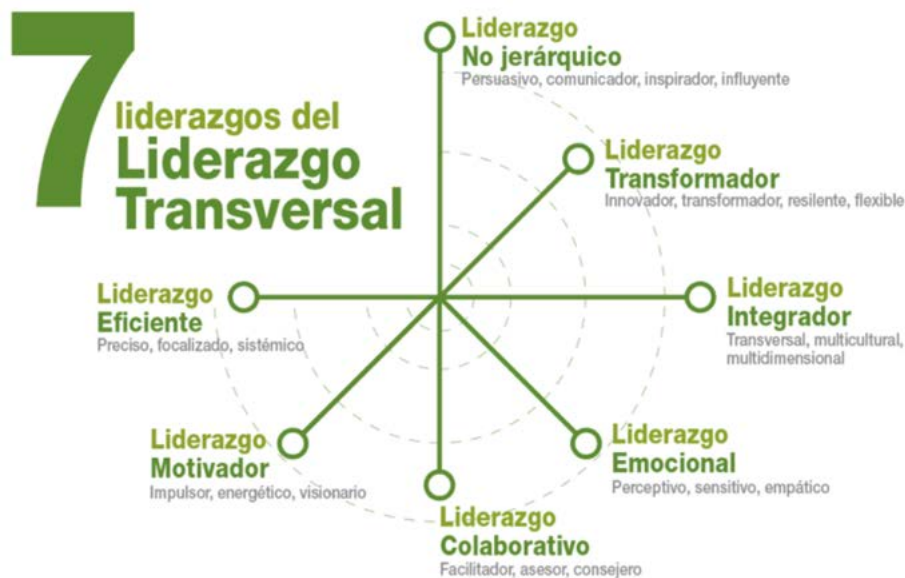 7
liderazgos del
Liderazgo
Transversal
Liderazgo
No jerárquico
Persuasivo, comunicador, inspirador, influyente
Liderazgo
Transformador
Innovador, transformador, resilente, flexible
Liderazgo
Integrador
Transversal, multicultural,
multidimensional
Liderazgo
Emocional
Perceptivo, sensitivo, empático
Liderazgo
Colaborativo
Facilitador, asesor, consejero
Liderazgo
Motivador
Impulsor, energético, visionario
Liderazgo
Eficiente
Preciso, focalizado, sistémico